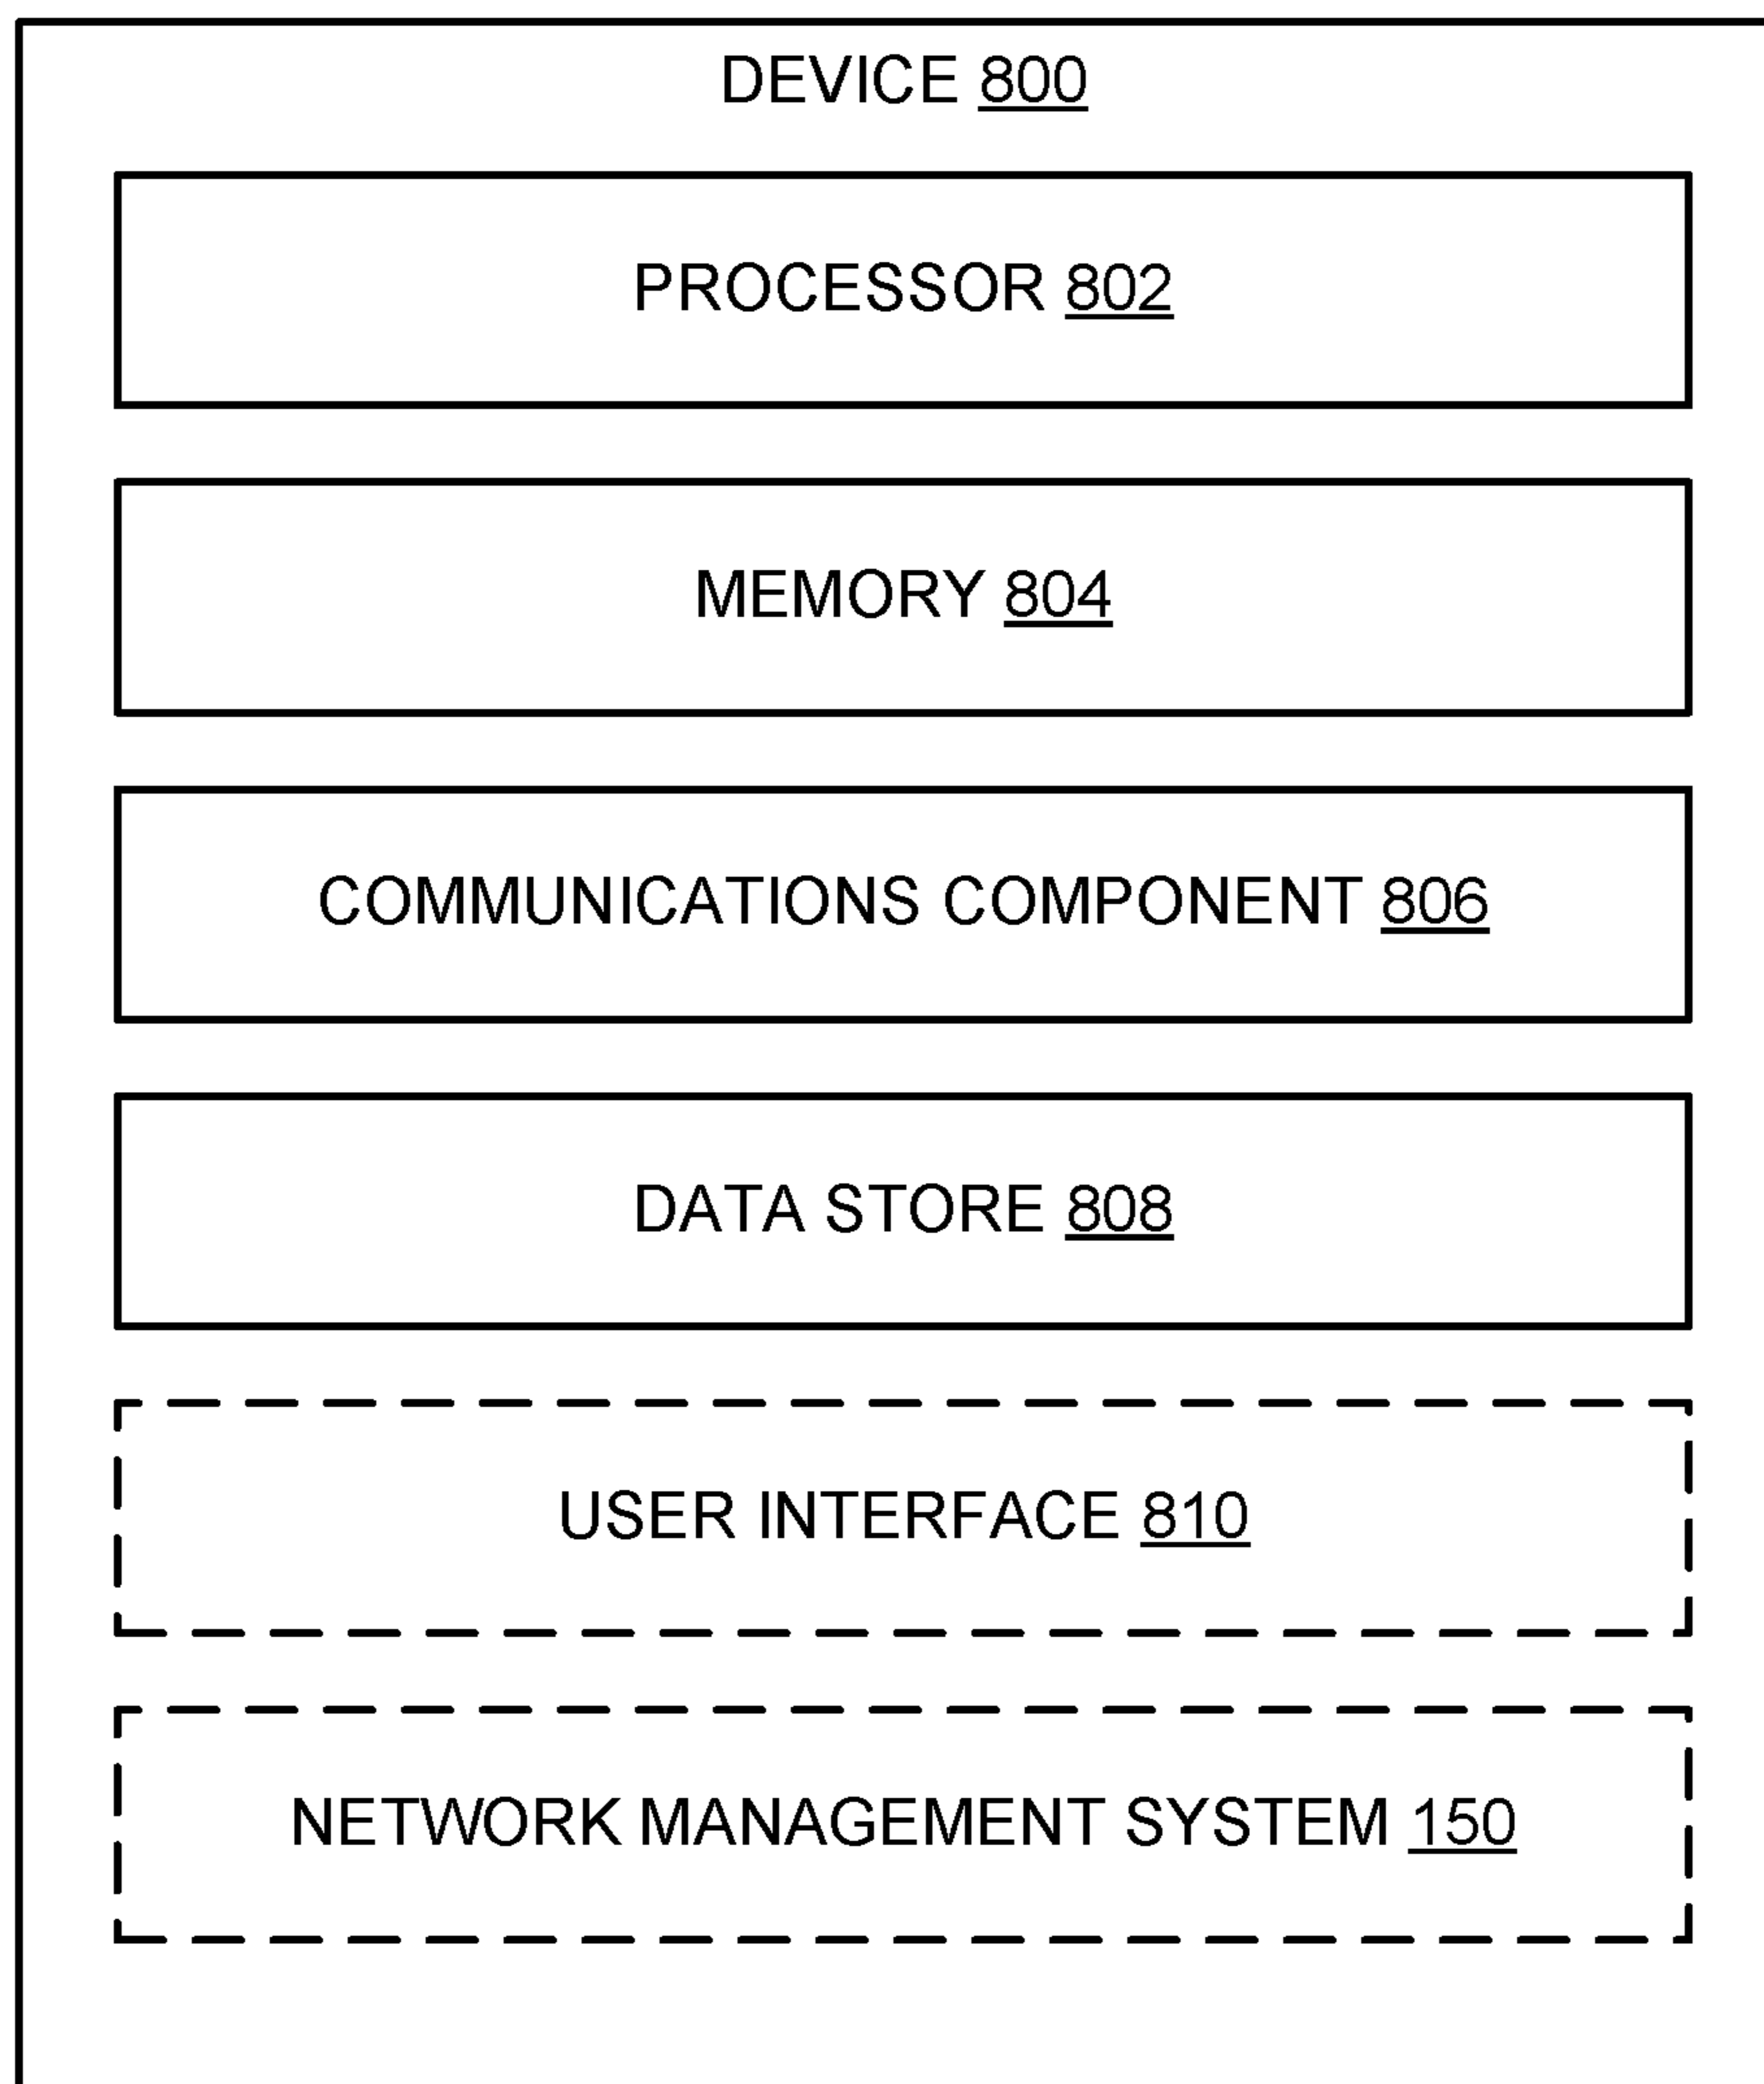 DEVICE 800
PROCESSOR 802
MEMORY 804
COMMUNICATIONS COMPONENT 806
DATA STORE 808
USER INTERFACE 810
NETWORK MANAGEMENT SYSTEM 150